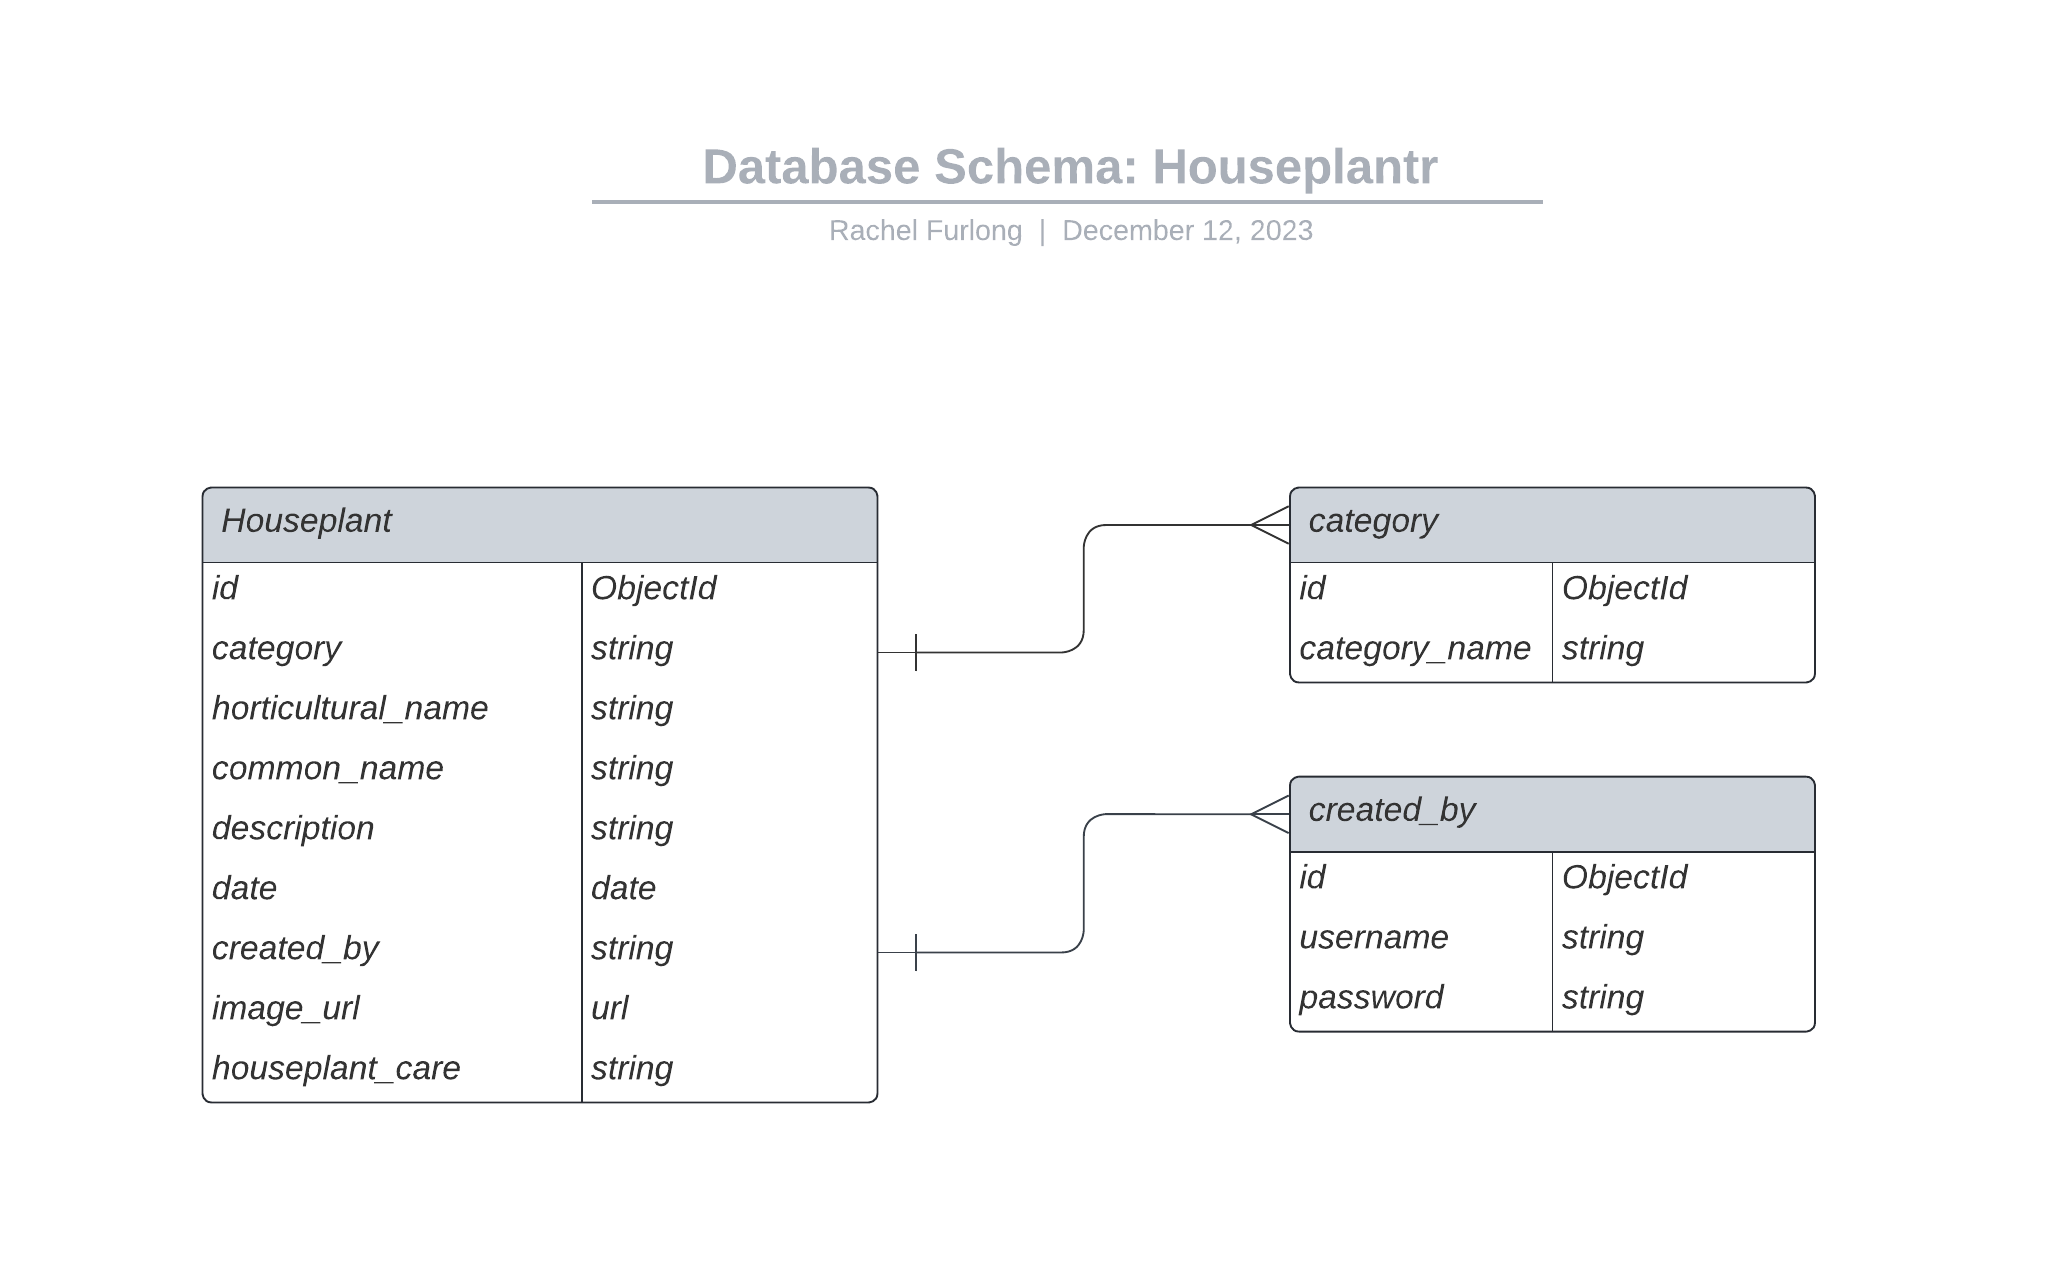 Database Schema: Houseplantr
Rachel Furlong | December 12, 2023
Houseplant
id ObjectId
category string
horticultural_name string
common_name string
description string
date date
created_by string
image_url url
houseplant_care string
category
id ObjectId
category_name string
created_by
id ObjectId
username string
password string